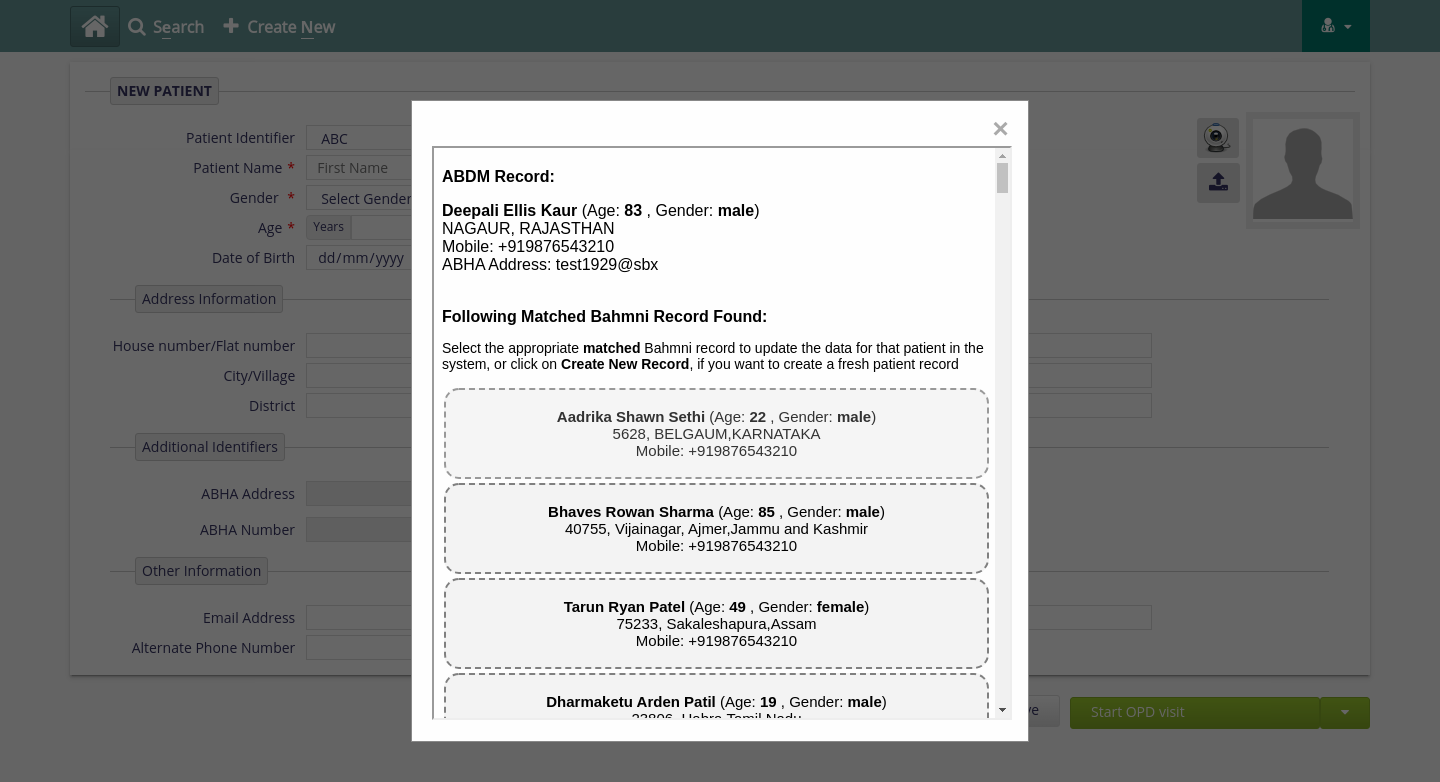 Search
Create New
NEW PATIENT
Patient Identifier ABC
Patient Name * First Name
Gender * Select Gender
Age * Years
Date of Birth dd/mm/yyyy
Address Information
House number/Flat number
City/Village
District
Additional Identifiers
ABHA Address
ABHA Number
Other Information
Email Address
Alternate Phone Number
×
ABDM Record:
Deepali Ellis Kaur (Age: 83 , Gender: male)
NAGAUR, RAJASTHAN
Mobile: +919876543210
ABHA Address: test1929@sbx
Following Matched Bahmni Record Found:
Select the appropriate matched Bahmni record to update the data for that patient in the
system, or click on Create New Record, if you want to create a fresh patient record
Aadrika Shawn Sethi (Age: 22 , Gender: male)
5628, BELGAUM,KARNATAKA
Mobile: +919876543210
Bhaves Rowan Sharma (Age: 85 , Gender: male)
40755, Vijainagar, Ajmer,Jammu and Kashmir
Mobile: +919876543210
Tarun Ryan Patel (Age: 49 , Gender: female)
75233, Sakaleshapura,Assam
Mobile: +919876543210
Dharmaketu Arden Patil (Age: 19 , Gender: male)
Start OPD visit